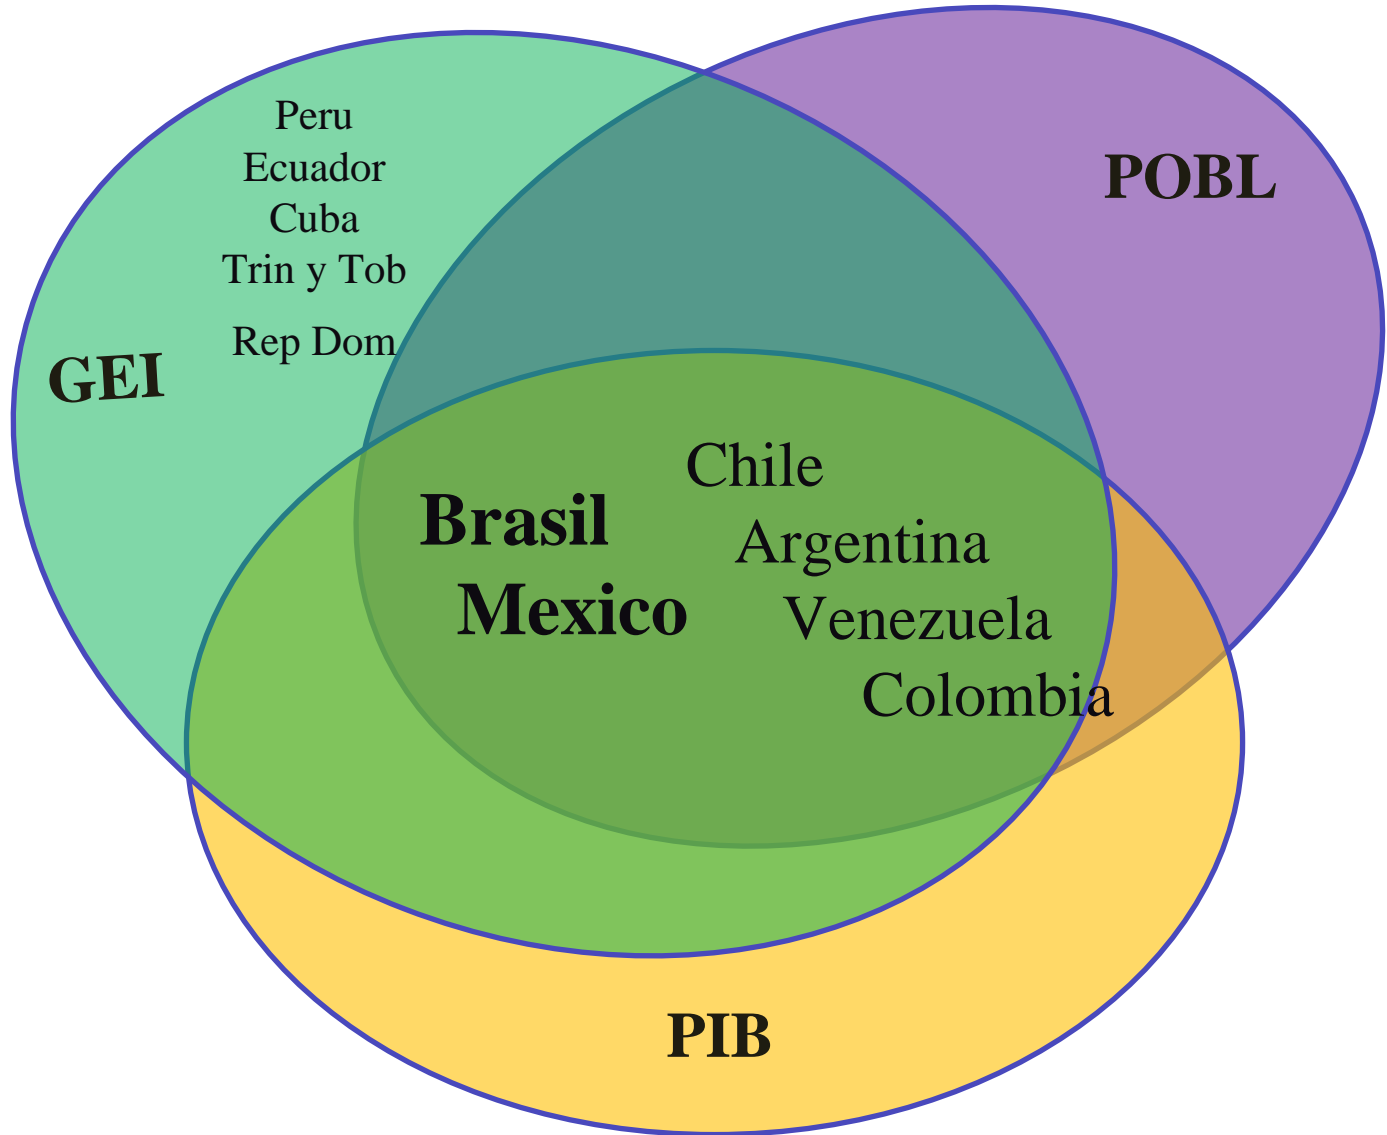 Peru
Ecuador
Cuba
Trin y Tob
Rep Dom
GEI
POBL
Brasil
Mexico
Chile
Argentina
Venezuela
Colombia
PIB